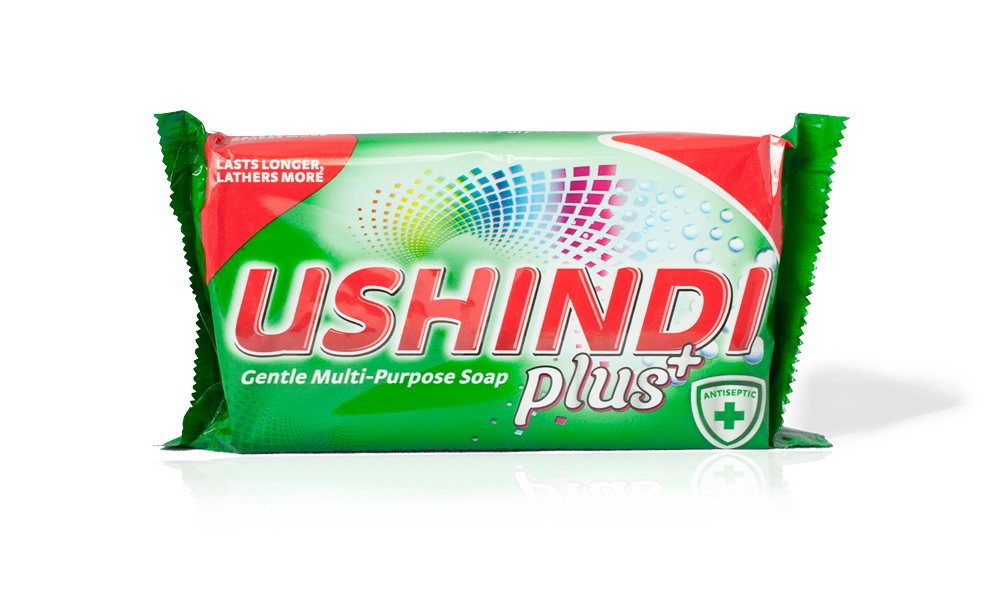 LASTS LONGER,
LATHERS MORE
USHINDI
plus+
Gentle Multi-Purpose Soap
ANTISEPTIC